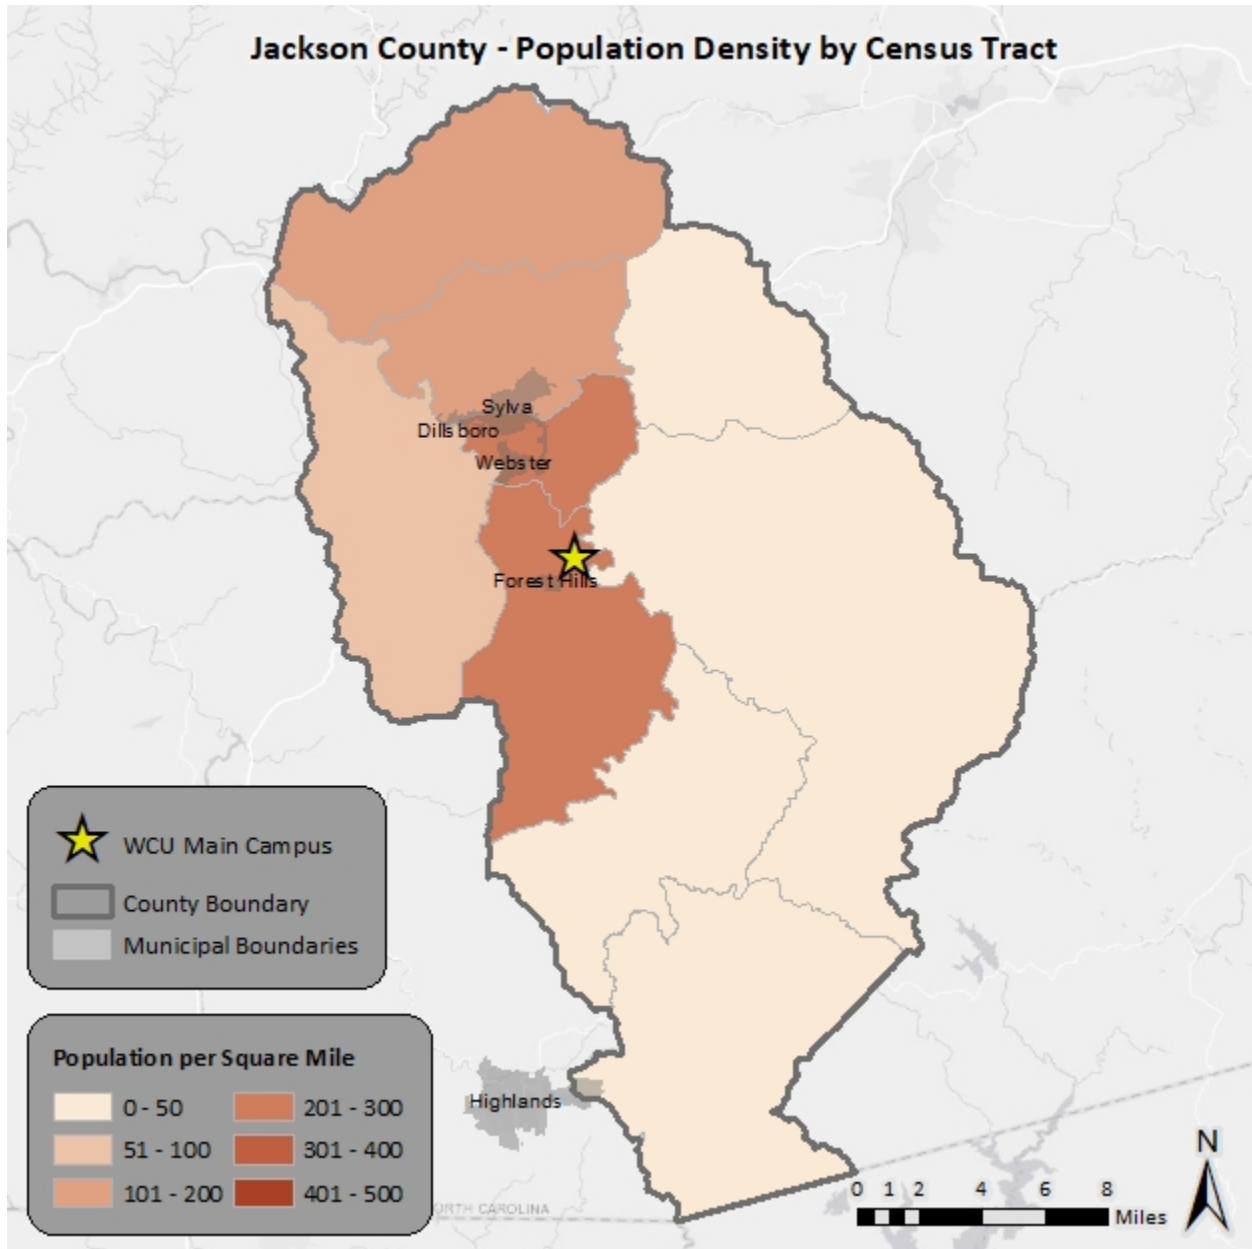 Jackson County - Population Density by Census Tract
Sylva
Dillsboro
Webster
Forest Hills
WCU Main Campus
County Boundary
Municipal Boundaries
Population per Square Mile
0 - 50
201 - 300
51 - 100
301 - 400
101 - 200
401 - 500
Highlands
ORTH CAROLINA
N
0 1 2 4 6 8
Miles